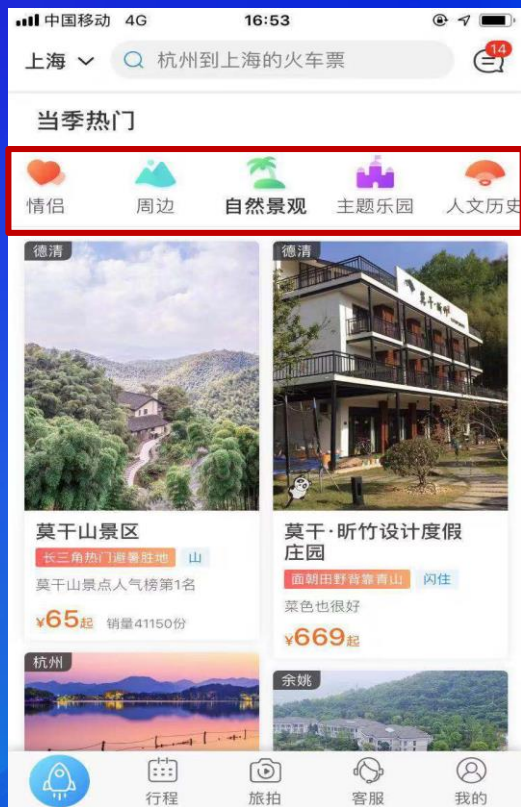 中国移动 4G 16:53
上海 杭州到上海的火车票 14
当季热门
情侣 周边 自然景观 主题乐园 人文历史
德清
莫干山景区
长三角热门避暑胜地 山
莫干山景点人气榜第1名
¥65起 销量41150份
德清
莫干·昕竹
莫干·昕竹设计度假
庄园
面朝田野背靠青山 闪住
菜色也很好
¥669起
杭州
余姚
行程 旅拍 客服 我的